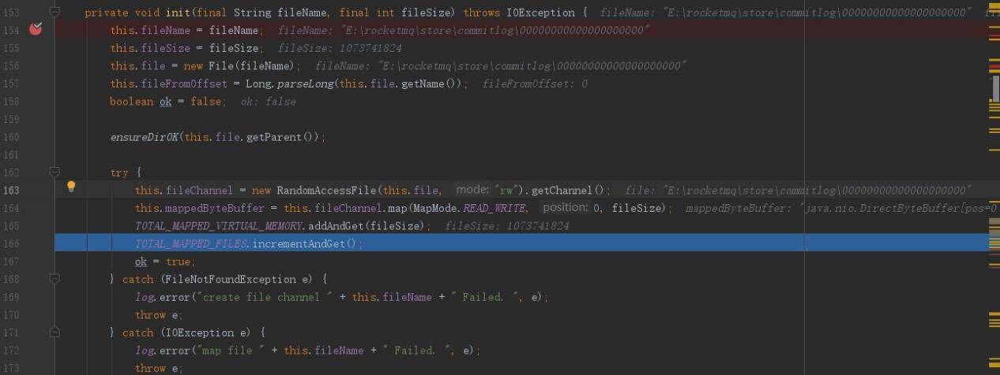 153 private void init(final String fileName, final int fileSize) throws IOException { fileName: "E:\rocketmq\store\commitlog\00000000000000000000"
154 this.fileName = fileName; fileName: "E:\rocketmq\store\commitlog\00000000000000000000"
155 this.fileSize = fileSize; fileSize: 1073741824
156 this.file = new File(fileName); fileName: "E:\rocketmq\store\commitlog\00000000000000000000"
157 this.fileFromOffset = Long.parseLong(this.file.getName()); fileFromOffset: 0
158 boolean ok = false; ok: false
159
160 ensureDirOK(this.file.getParent());
161
162 try {
163 this.fileChannel = new RandomAccessFile(this.file, mode: "rw").getChannel(); file: "E:\rocketmq\store\commitlog\00000000000000000000"
164 this.mappedByteBuffer = this.fileChannel.map(MapMode.READ_WRITE, position: 0, fileSize); mappedByteBuffer: "java.nio.DirectByteBuffer[pos=0
165 TOTAL_MAPPED_VIRTUAL_MEMORY.addAndGet(fileSize); fileSize: 1073741824
166 TOTAL_MAPPED_FILES.incrementAndGet();
167 ok = true;
168 } catch (FileNotFoundException e) {
169 log.error("create file channel " + this.fileName + " Failed. ", e);
170 throw e;
171 } catch (IOException e) {
172 log.error("map file " + this.fileName + " Failed. ", e);
173 throw e;